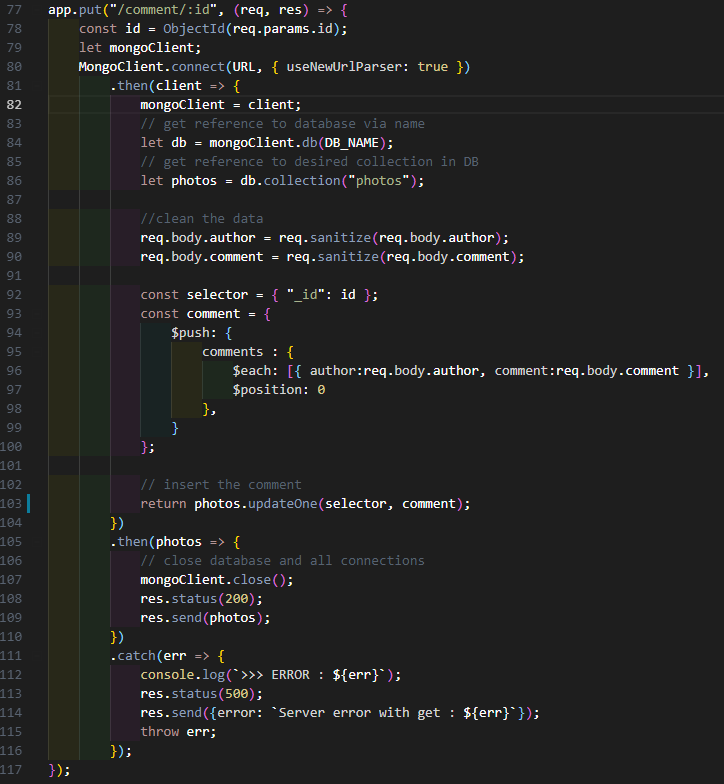 77 app.put("/comment/:id", (req, res) => {
78     const id = ObjectId(req.params.id);
79     let mongoClient;
80     MongoClient.connect(URL, { useNewUrlParser: true })
81         .then(client => {
82             mongoClient = client;
83             // get reference to database via name
84             let db = mongoClient.db(DB_NAME);
85             // get reference to desired collection in DB
86             let photos = db.collection("photos");
87
88             //clean the data
89             req.body.author = req.sanitize(req.body.author);
90             req.body.comment = req.sanitize(req.body.comment);
91
92             const selector = { "_id": id };
93             const comment = {
94                 $push: {
95                     comments : {
96                         $each: [{ author:req.body.author, comment:req.body.comment }],
97                         $position: 0
98                     },
99                 }
100             };
101
102             // insert the comment
103             return photos.updateOne(selector, comment);
104         })
105         .then(photos => {
106             // close database and all connections
107             mongoClient.close();
108             res.status(200);
109             res.send(photos);
110         })
111         .catch(err => {
112             console.log(`>>> ERROR : ${err}`);
113             res.status(500);
114             res.send({error: `Server error with get : ${err}`});
115             throw err;
116         });
117 });